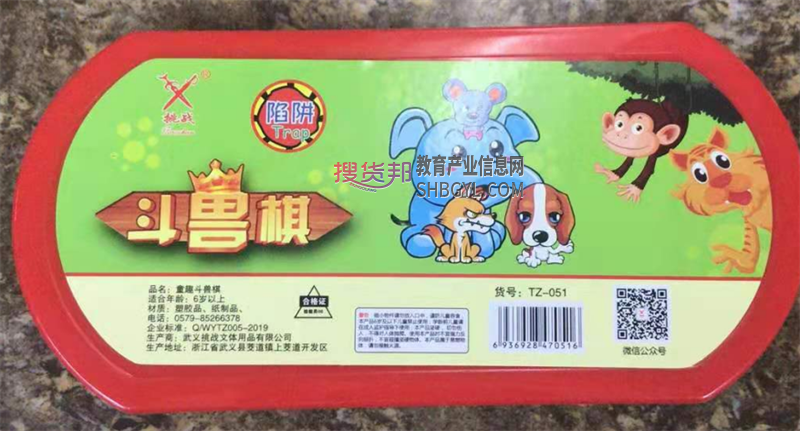 挑战
陷阱
Trap
搜货邦
教育产业信息网
SHBGYL.COM
斗兽棋
品名：童趣斗兽棋
适合年龄：6岁以上
材质：塑胶品、纸制品
电话：0579-85266378
企业标准：Q/WYTZ005-2019
生产商：武义挑战文体用品有限公司
生产地址：浙江省武义县茭道镇上茭道开发区
合格证
货号：TZ-051
6 936928 470516
微信公众号